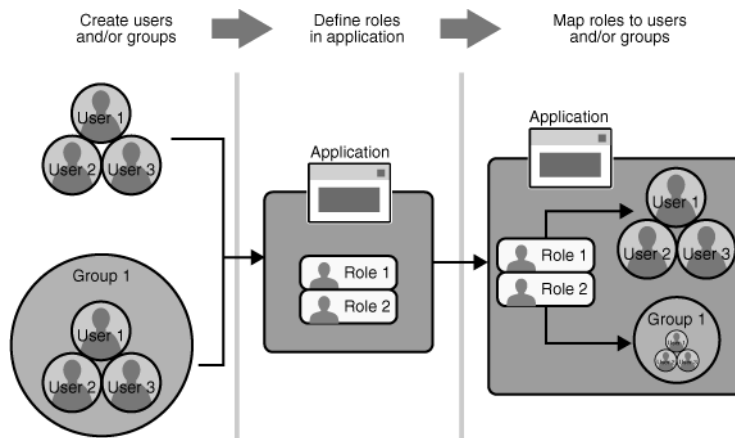 Create users
and/or groups
Define roles
in application
Map roles to users
and/or groups
User 1
User 2
User 3
Group 1
User 1
User 2
User 3
Application
Role 1
Role 2
Application
Role 1
Role 2
User 1
User 2
User 3
Group 1